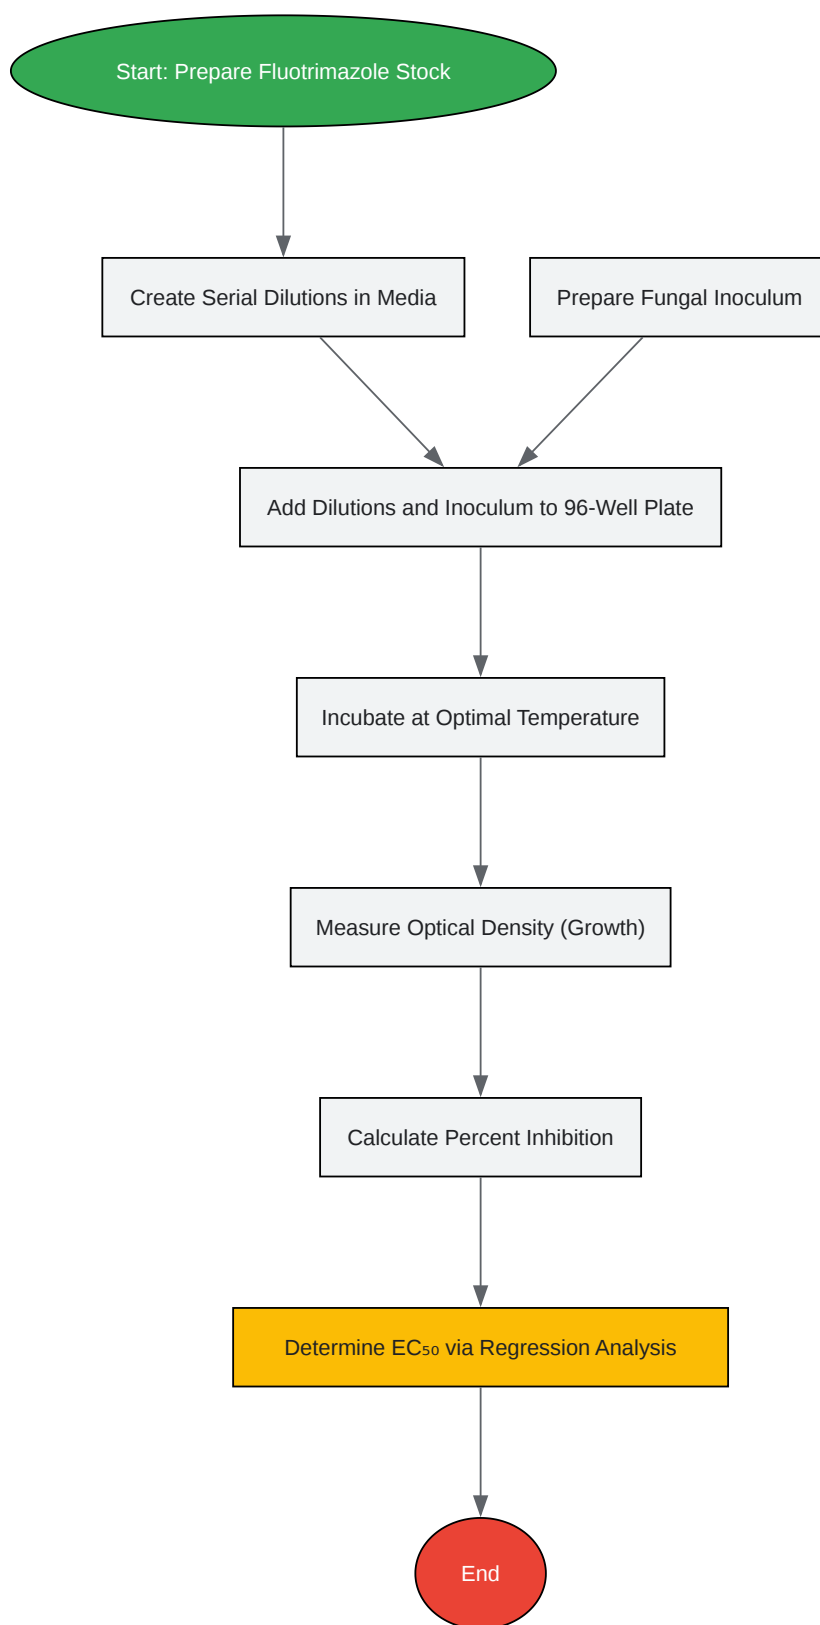 Start: Prepare Fluotrimazole Stock
Create Serial Dilutions in Media
Prepare Fungal Inoculum
Add Dilutions and Inoculum to 96-Well Plate
Incubate at Optimal Temperature
Measure Optical Density (Growth)
Calculate Percent Inhibition
Determine EC₅₀ via Regression Analysis
End